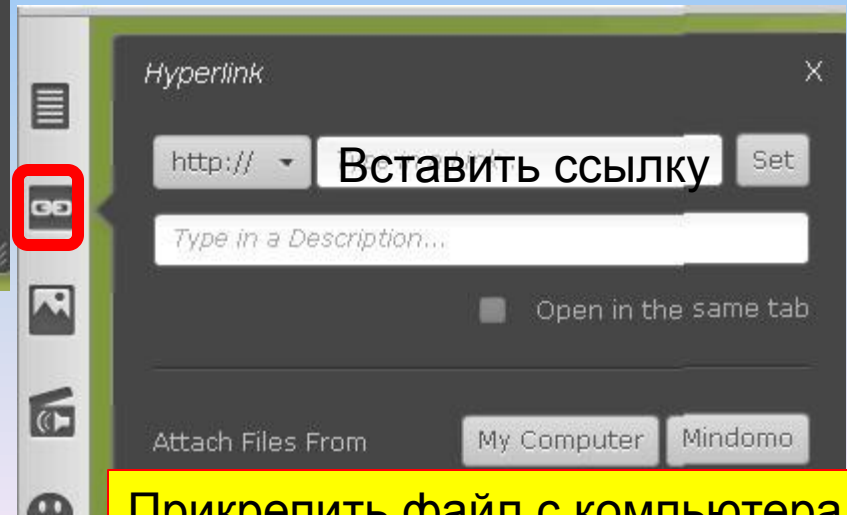 Hyperlink X
http:// Вставить ссылку Set
Type in a Description...
Open in the same tab
Attach Files From My Computer Mindomo
Прикрепить файл с компьютера